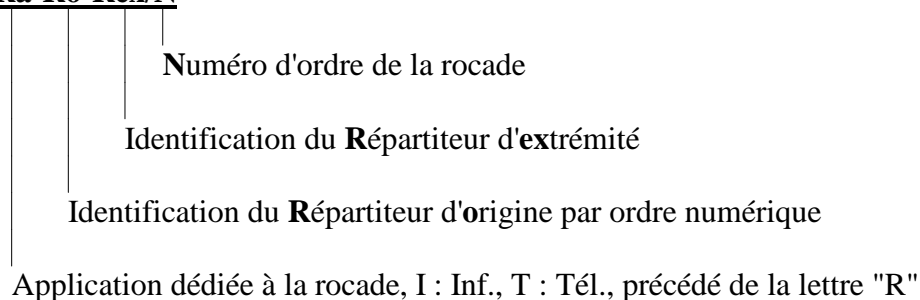 Numéro d'ordre de la rocade
Identification du Répartiteur d'extrémité
Identification du Répartiteur d'origine par ordre numérique
Application dédiée à la rocade, I : Inf., T : Tél., précédé de la lettre "R"